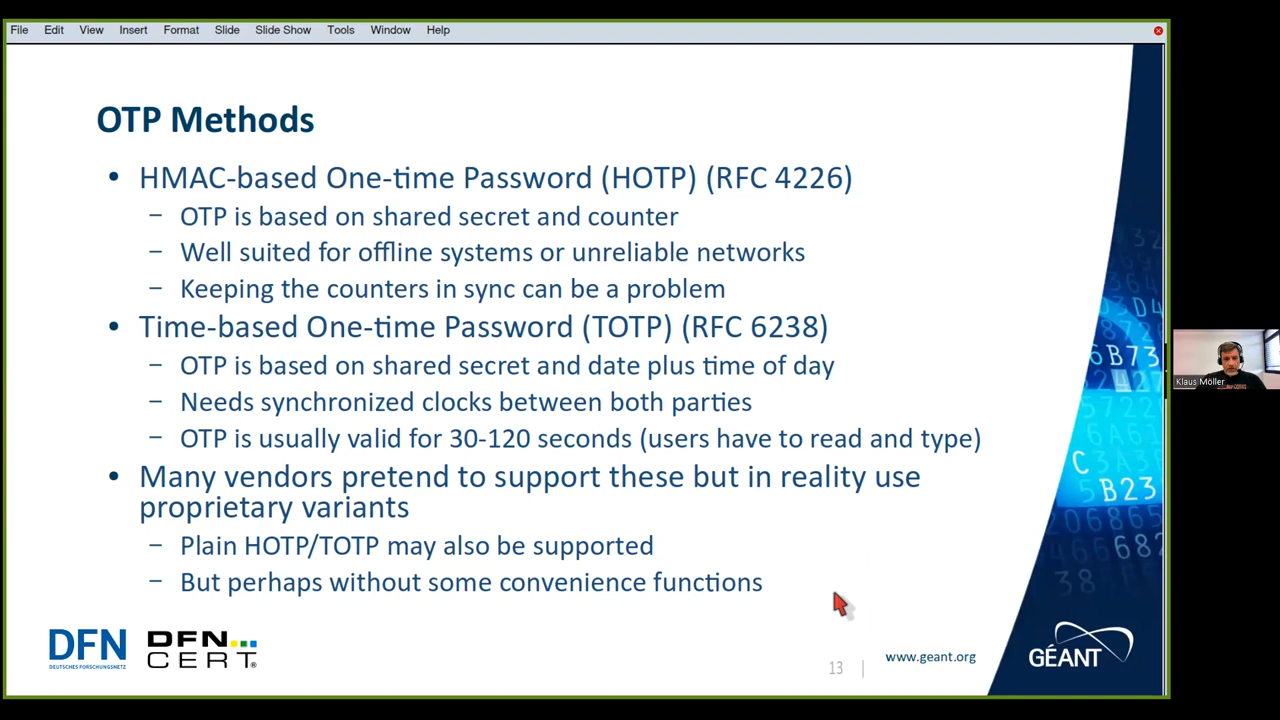 File Edit View Insert Format Slide Slide Show Tools Window Help
OTP Methods
• HMAC-based One-time Password (HOTP) (RFC 4226)
– OTP is based on shared secret and counter
– Well suited for offline systems or unreliable networks
– Keeping the counters in sync can be a problem
• Time-based One-time Password (TOTP) (RFC 6238)
– OTP is based on shared secret and date plus time of day
– Needs synchronized clocks between both parties
– OTP is usually valid for 30-120 seconds (users have to read and type)
• Many vendors pretend to support these but in reality use
proprietary variants
– Plain HOTP/TOTP may also be supported
– But perhaps without some convenience functions
Klaus Möller
DFN
DEUTSCHES FORSCHUNGSNETZ
DFN
CERT®
13
www.geant.org
GÉANT